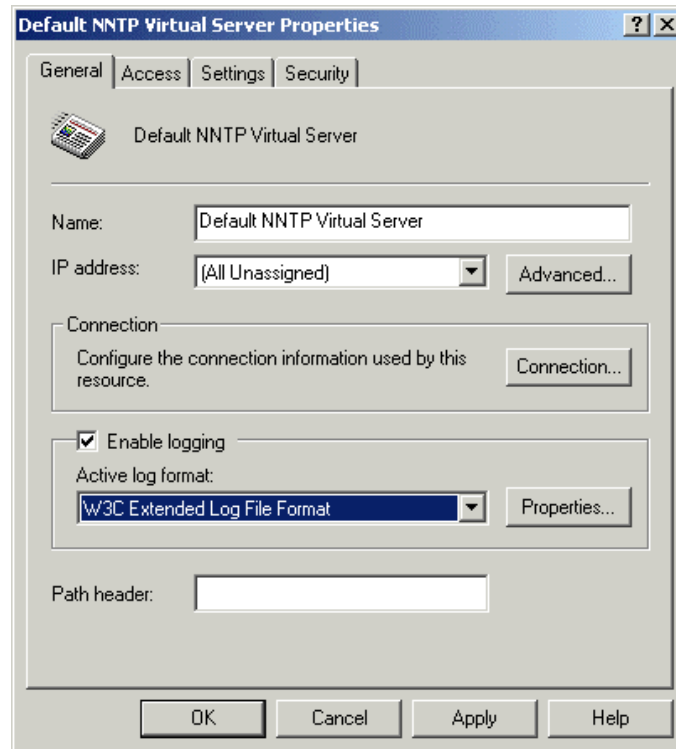 Default NNTP Virtual Server Properties
General Access Settings Security
Default NNTP Virtual Server
Name: Default NNTP Virtual Server
IP address: (All Unassigned) Advanced...
Connection
Configure the connection information used by this
resource.
Connection...
Enable logging
Active log format:
W3C Extended Log File Format Properties...
Path header:
OK Cancel Apply Help